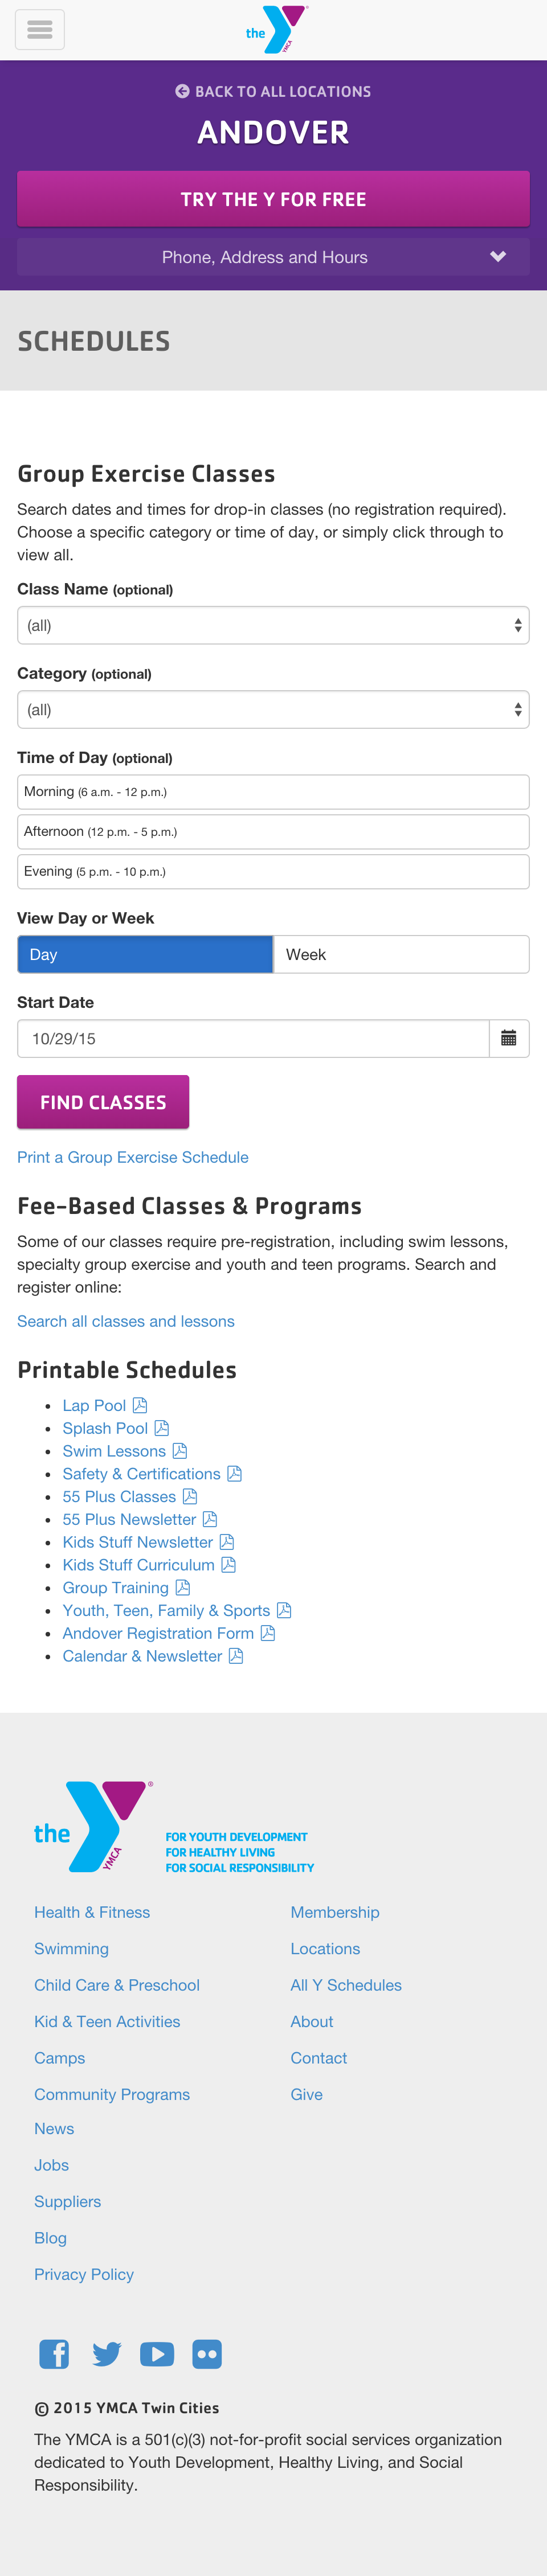 the
YMCA
BACK TO ALL LOCATIONS
ANDOVER
TRY THE Y FOR FREE
Phone, Address and Hours
SCHEDULES
Group Exercise Classes
Search dates and times for drop-in classes (no registration required).
Choose a specific category or time of day, or simply click through to
view all.
Class Name (optional)
(all)
Category (optional)
(all)
Time of Day (optional)
Morning (6 a.m. - 12 p.m.)
Afternoon (12 p.m. - 5 p.m.)
Evening (5 p.m. - 10 p.m.)
View Day or Week
Day Week
Start Date
10/29/15
FIND CLASSES
Print a Group Exercise Schedule
Fee-Based Classes & Programs
Some of our classes require pre-registration, including swim lessons,
specialty group exercise and youth and teen programs. Search and
register online:
Search all classes and lessons
Printable Schedules
• Lap Pool
• Splash Pool
• Swim Lessons
• Safety & Certifications
• 55 Plus Classes
• 55 Plus Newsletter
• Kids Stuff Newsletter
• Kids Stuff Curriculum
• Group Training
• Youth, Teen, Family & Sports
• Andover Registration Form
• Calendar & Newsletter
the
YMCA
®
FOR YOUTH DEVELOPMENT
FOR HEALTHY LIVING
FOR SOCIAL RESPONSIBILITY
Health & Fitness
Swimming
Child Care & Preschool
Kid & Teen Activities
Camps
Community Programs
Membership
Locations
All Y Schedules
About
Contact
Give
News
Jobs
Suppliers
Blog
Privacy Policy
© 2015 YMCA Twin Cities
The YMCA is a 501(c)(3) not-for-profit social services organization
dedicated to Youth Development, Healthy Living, and Social
Responsibility.